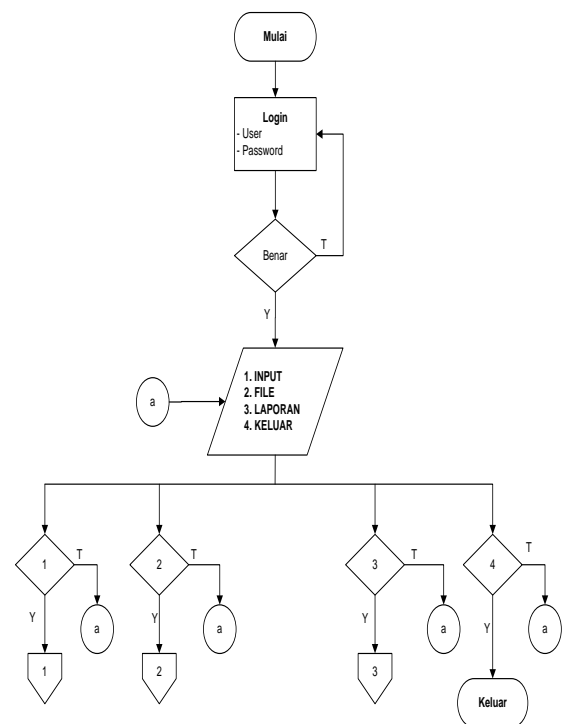 Mulai
Login
- User
- Password
Benar
T
Y
1. INPUT
2. FILE
3. LAPORAN
4. KELUAR
a
1
T
2
T
3
T
4
T
Y
a
Y
a
Y
a
Y
a
1
2
3
Keluar